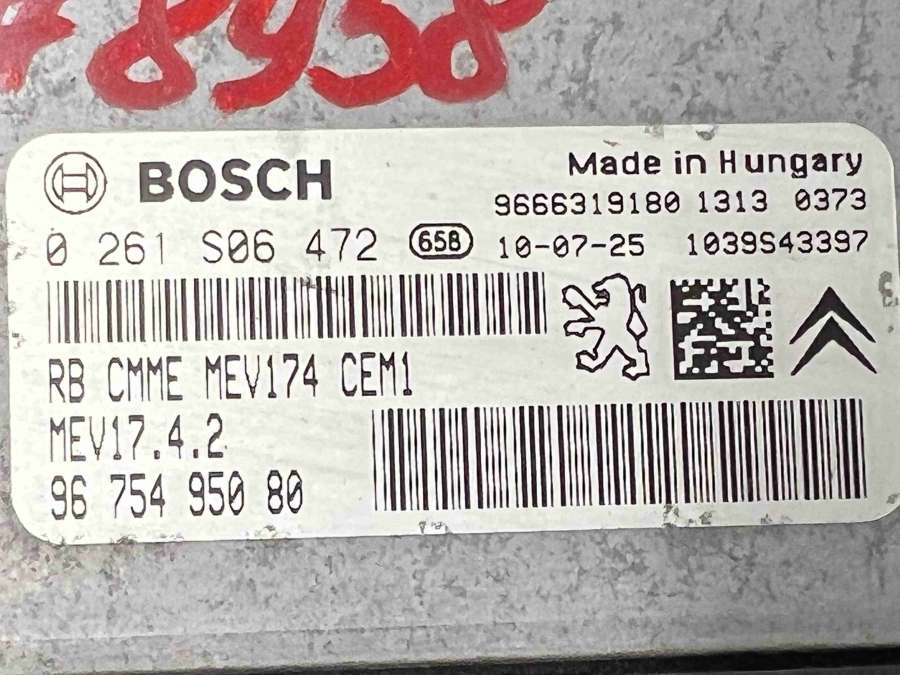 8958
BOSCH
Made in Hungary
9666319180 1313 0373
0 261 S06 472 658 10-07-25 1039S43397
RB CMME MEV174 CEM1
MEV17.4.2
96 754 950 80